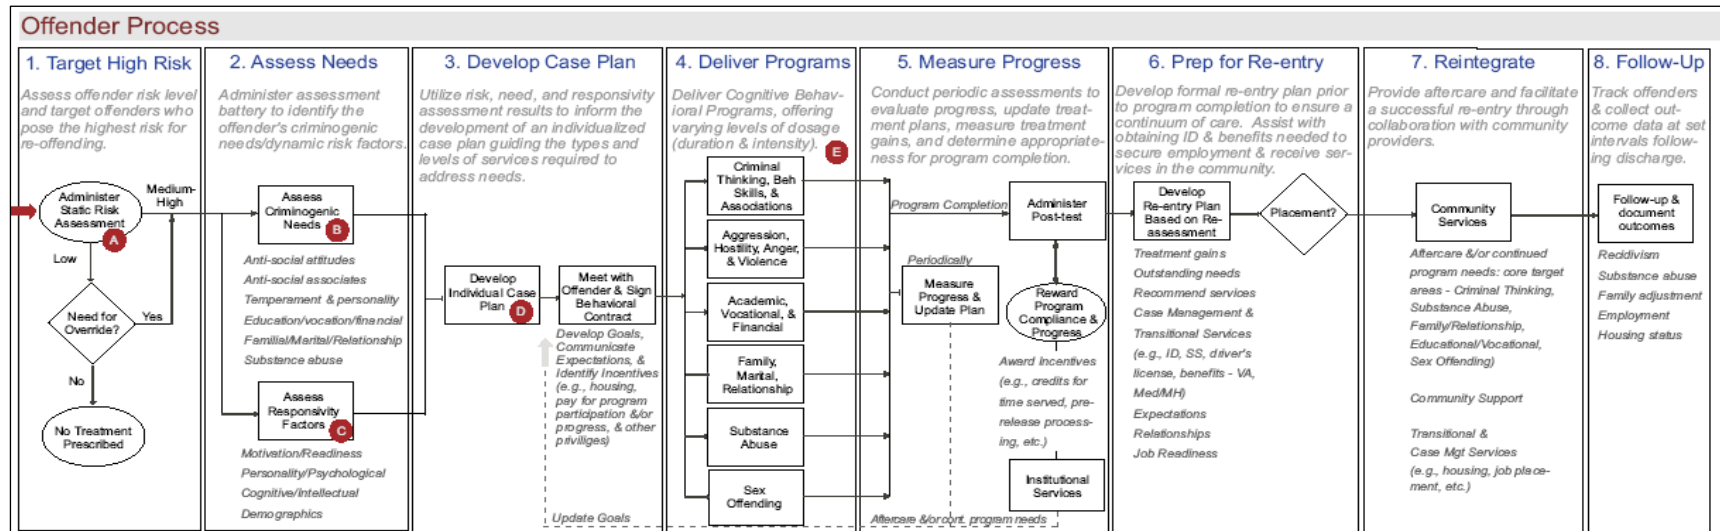 Offender Process
1. Target High Risk
Assess offender risk level
and target offenders who
pose the highest risk for
re-offending.
Administer
Static Risk
Assessment
A
Medium-
High
Low
Need for
Override?
Yes
No
No Treatment
Prescribed
2. Assess Needs
Administer assessment
battery to identify the
offender's criminogenic
needs/dynamic risk factors.
Assess
Criminogenic
Needs
B
Anti-social attitudes
Anti-social associates
Temperament & personality
Education/vocation/financial
Familial/Marital/Relationship
Substance abuse
Assess
Responsivity
Factors
C
Motivation/Readiness
Personality/Psychological
Cognitive/Intellectual
Demographics
3. Develop Case Plan
Utilize risk, need, and responsivity
assessment results to inform the
development of an individualized
case plan guiding the types and
levels of services required to
address needs.
Develop
Individual Case
Plan
D
Meet with
Offender & Sign
Behavioral
Contract
Develop Goals,
Communicate
Expectations, &
Identify Incentives
(e.g., housing,
pay for program
participation &/or
progress, & other
priviliges)
Update Goals
4. Deliver Programs
Deliver Cognitive Behav-
ioral Programs, offering
varying levels of dosage
(duration & intensity).
E
Criminal
Thinking, Beh
Skills, &
Associations
Aggression,
Hostility, Anger,
& Violence
Academic,
Vocational, &
Financial
Family,
Marital,
Relationship
Substance
Abuse
Sex
Offending
5. Measure Progress
Conduct periodic assessments to
evaluate progress, update treat-
ment plans, measure treatment
gains, and determine appropriate-
ness for program completion.
Program Completion
Administer
Post-test
Periodically
Measure
Progress &
Update Plan
Reward
Program
Compliance &
Progress
Award Incentives
(e.g., credits for
time served, pre-
release process-
ing, etc.)
Institutional
Services
Aftercare &/or cont. program needs
6. Prep for Re-entry
Develop formal re-entry plan prior
to program completion to ensure a
continuum of care. Assist with
obtaining ID & benefits needed to
secure employment & receive ser-
vices in the community.
Develop
Re-entry Plan
Based on Re-
assessment
Placement?
Treatment gains
Outstanding needs
Recommend services
Case Management &
Transitional Services
(e.g., ID, SS, driver's
license, benefits - VA,
Med/MH)
Expectations
Relationships
Job Readiness
7. Reintegrate
Provide aftercare and facilitate
a successful re-entry through
collaboration with community
providers.
Community
Services
Aftercare &/or continued
program needs: core target
areas - Criminal Thinking,
Substance Abuse,
Family/Relationship,
Educational/Vocational,
Sex Offending)
Community Support
Transitional &
Case Mgt Services
(e.g., housing, job place-
ment, etc.)
8. Follow-Up
Track offenders
& collect out-
come data at set
intervals follow-
ing discharge.
Follow-up &
document
outcomes
Recidivism
Substance abuse
Family adjustment
Employment
Housing status